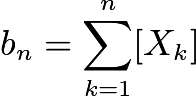 b_n = \sum_{k=1}^{n} [X_k]